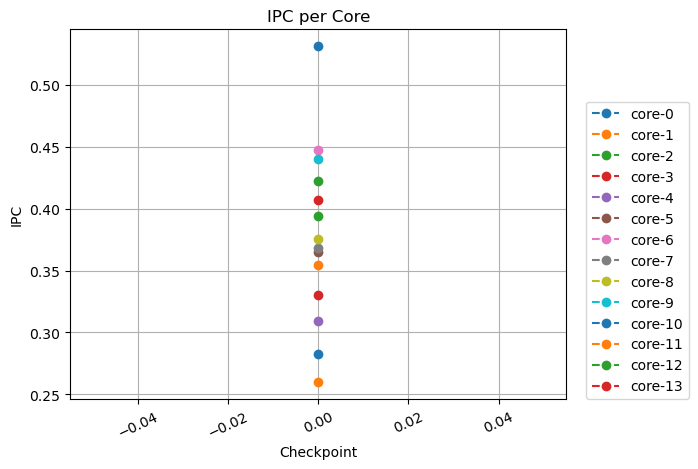 IPC per Core
IPC
0.50
0.45
0.40
0.35
0.30
0.25
−0.04
−0.02
0.00
0.02
0.04
Checkpoint
core-0
core-1
core-2
core-3
core-4
core-5
core-6
core-7
core-8
core-9
core-10
core-11
core-12
core-13